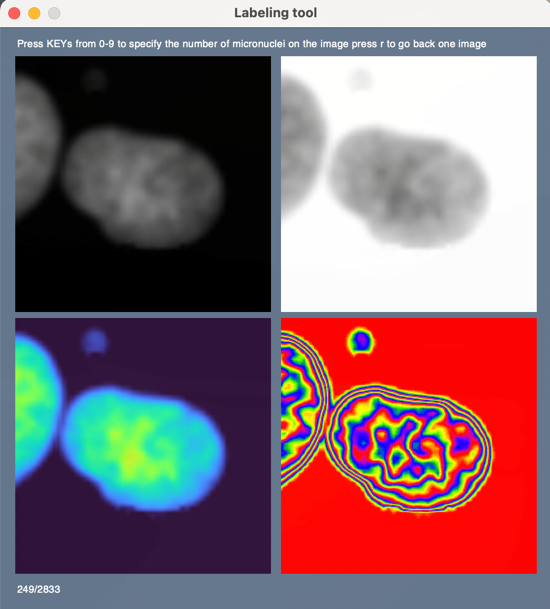 Labeling tool
Press KEYs from 0-9 to specify the number of micronuclei on the image press r to go back one image
249/2833